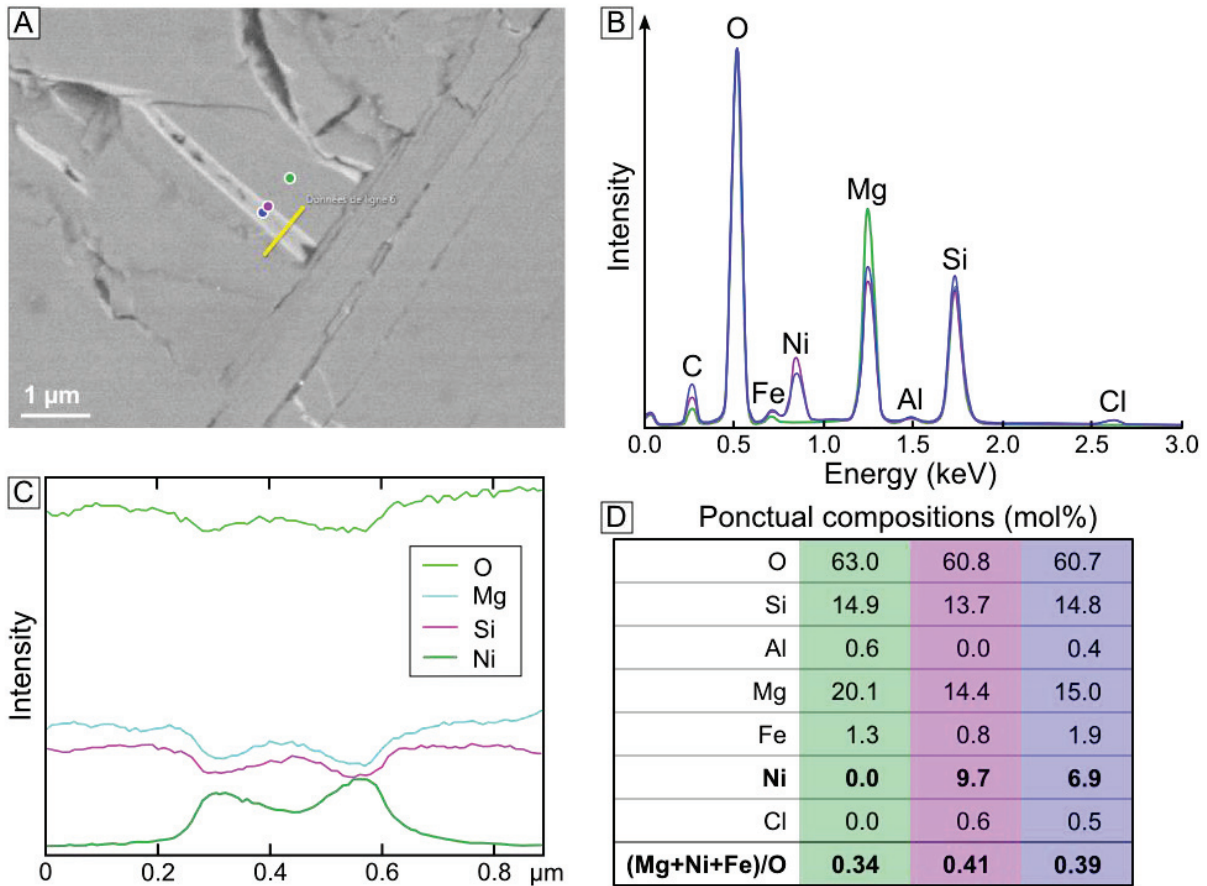 A
Données de ligne 6
1 µm
B
O
Mg
Si
Ni
C
Fe
Al
Cl
Intensity
0.0 0.5 1.0 1.5 2.0 2.5 3.0
Energy (keV)
C
O
Mg
Si
Ni
Intensity
0 0.2 0.4 0.6 0.8 µm
D
Ponctual compositions (mol%)
O 63.0 60.8 60.7
Si 14.9 13.7 14.8
Al 0.6 0.0 0.4
Mg 20.1 14.4 15.0
Fe 1.3 0.8 1.9
Ni 0.0 9.7 6.9
Cl 0.0 0.6 0.5
(Mg+Ni+Fe)/O 0.34 0.41 0.39